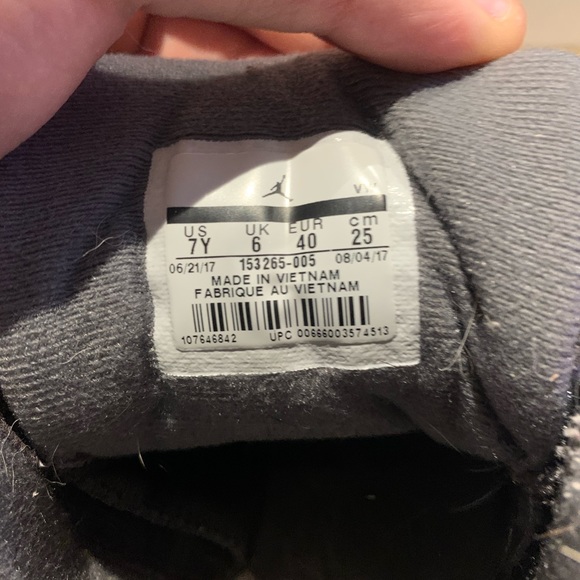 US UK EUR cm
7Y 6 40 25
06/21/17 153265-005 08/04/17
MADE IN VIETNAM
FABRIQUE AU VIETNAM
107646842 UPC 00666003574513